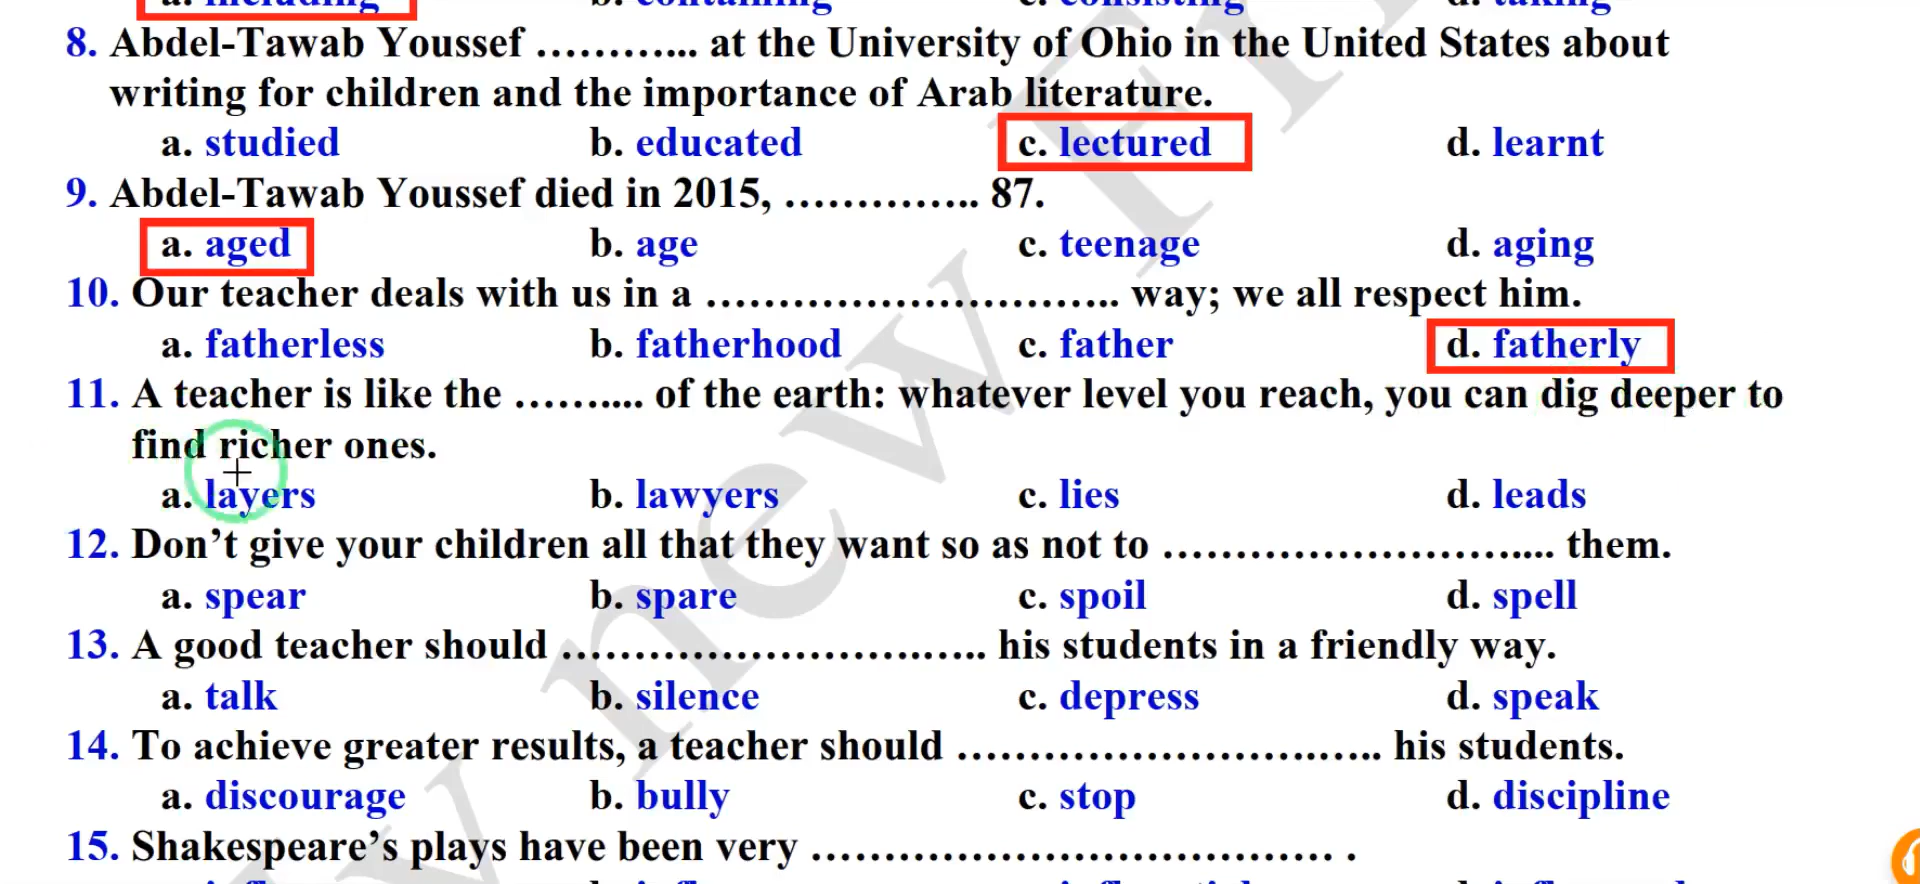 a. including b. containing c. consisting d. taking
8. Abdel-Tawab Youssef ………... at the University of Ohio in the United States about
writing for children and the importance of Arab literature.
a. studied b. educated c. lectured d. learnt
9. Abdel-Tawab Youssef died in 2015, ………….. 87.
a. aged b. age c. teenage d. aging
10. Our teacher deals with us in a ……………………….. way; we all respect him.
a. fatherless b. fatherhood c. father d. fatherly
11. A teacher is like the …….... of the earth: whatever level you reach, you can dig deeper to
find richer ones.
a. layers b. lawyers c. lies d. leads
12. Don’t give your children all that they want so as not to …………………….... them.
a. spear b. spare c. spoil d. spell
13. A good teacher should …………………….….. his students in a friendly way.
a. talk b. silence c. depress d. speak
14. To achieve greater results, a teacher should …………………….….. his students.
a. discourage b. bully c. stop d. discipline
15. Shakespeare’s plays have been very ……………………………… .
new